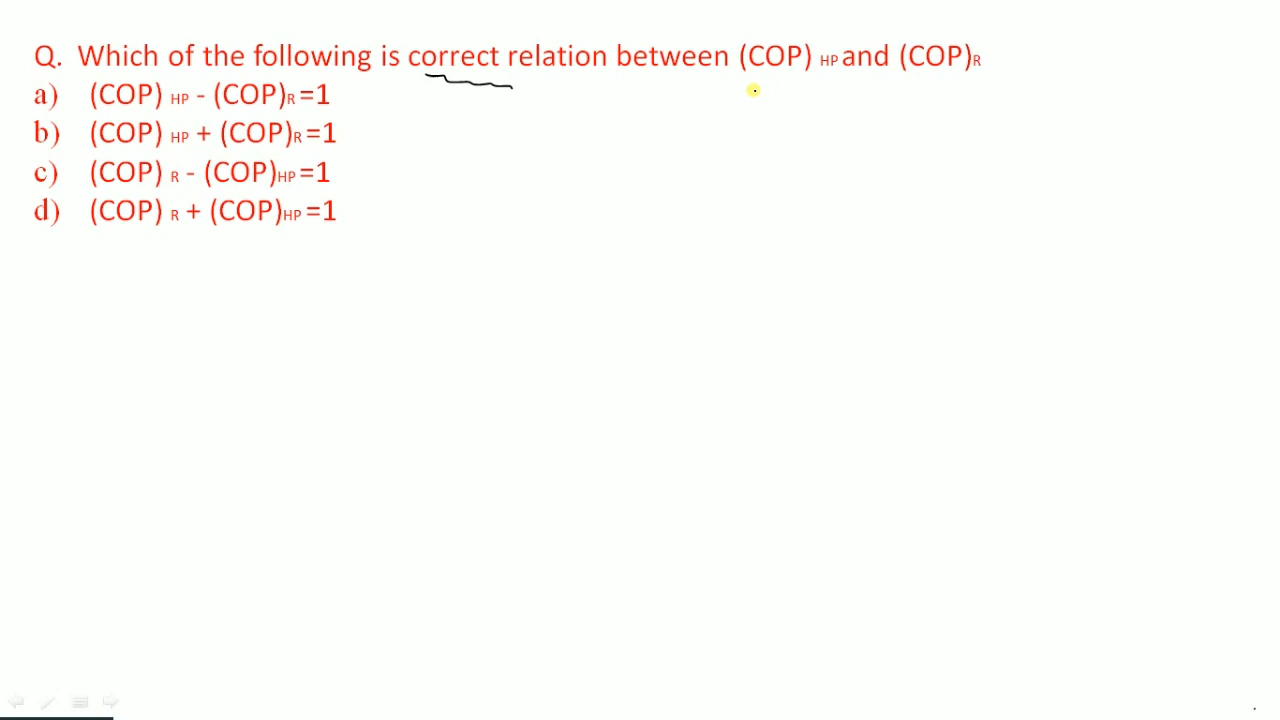 Q. Which of the following is correct relation between (COP) HP and (COP)R
a) (COP) HP - (COP)R =1
b) (COP) HP + (COP)R =1
c) (COP) R - (COP)HP =1
d) (COP) R + (COP)HP =1